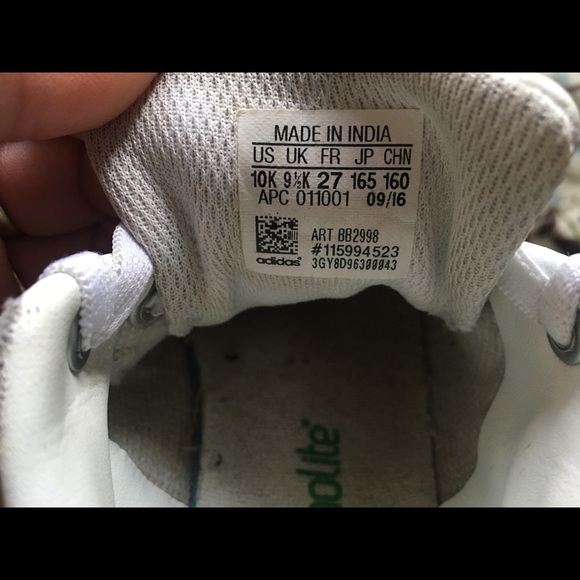 MADE IN INDIA
US UK FR JP CHN
10K 9½K 27 165 160
APC 011001 09/16
ART BB2998
#115994523
adidas 3GY8D96300043
olite